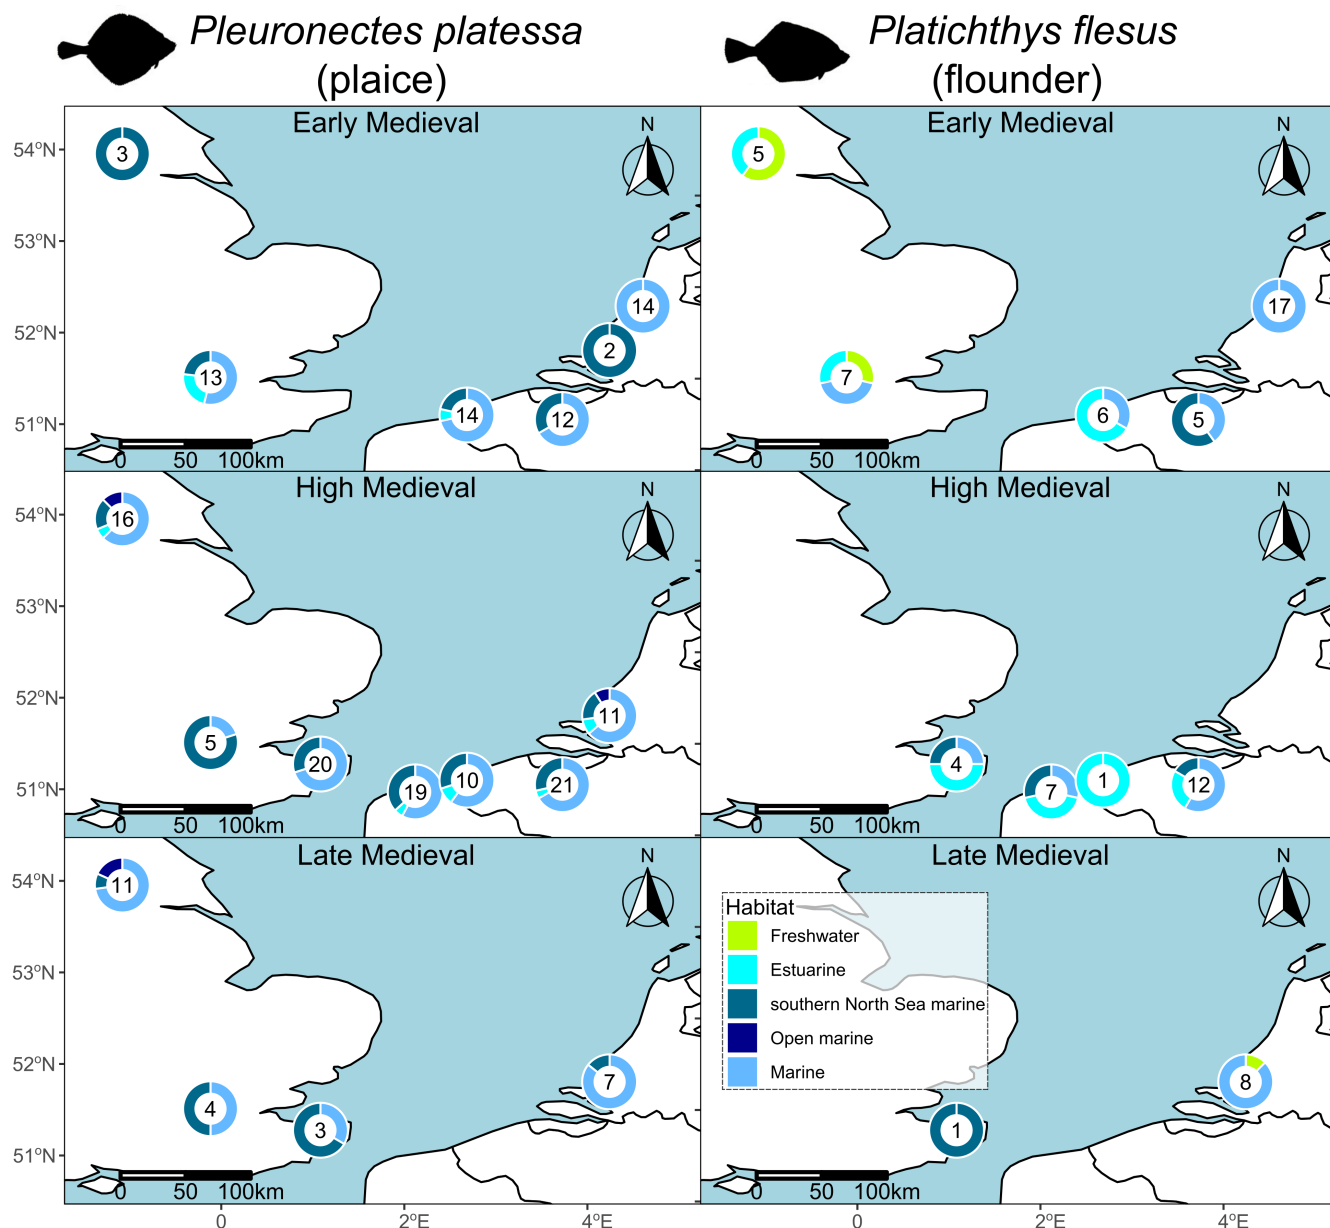 Pleuronectes platessa
(plaice)
Platichthys flesus
(flounder)
Early Medieval
N
54°N
53°N
52°N
51°N
3
14
2
13
14
12
0 50 100km
Early Medieval
N
5
17
7
6
5
0 50 100km
High Medieval
N
54°N
53°N
52°N
51°N
16
11
5
20
19
10
21
0 50 100km
High Medieval
N
4
7
1
12
0 50 100km
Late Medieval
N
54°N
53°N
52°N
51°N
11
7
4
3
0 50 100km
0 2°E 4°E
Late Medieval
N
Habitat
Freshwater
Estuarine
southern North Sea marine
Open marine
Marine
8
1
0 50 100km
0 2°E 4°E